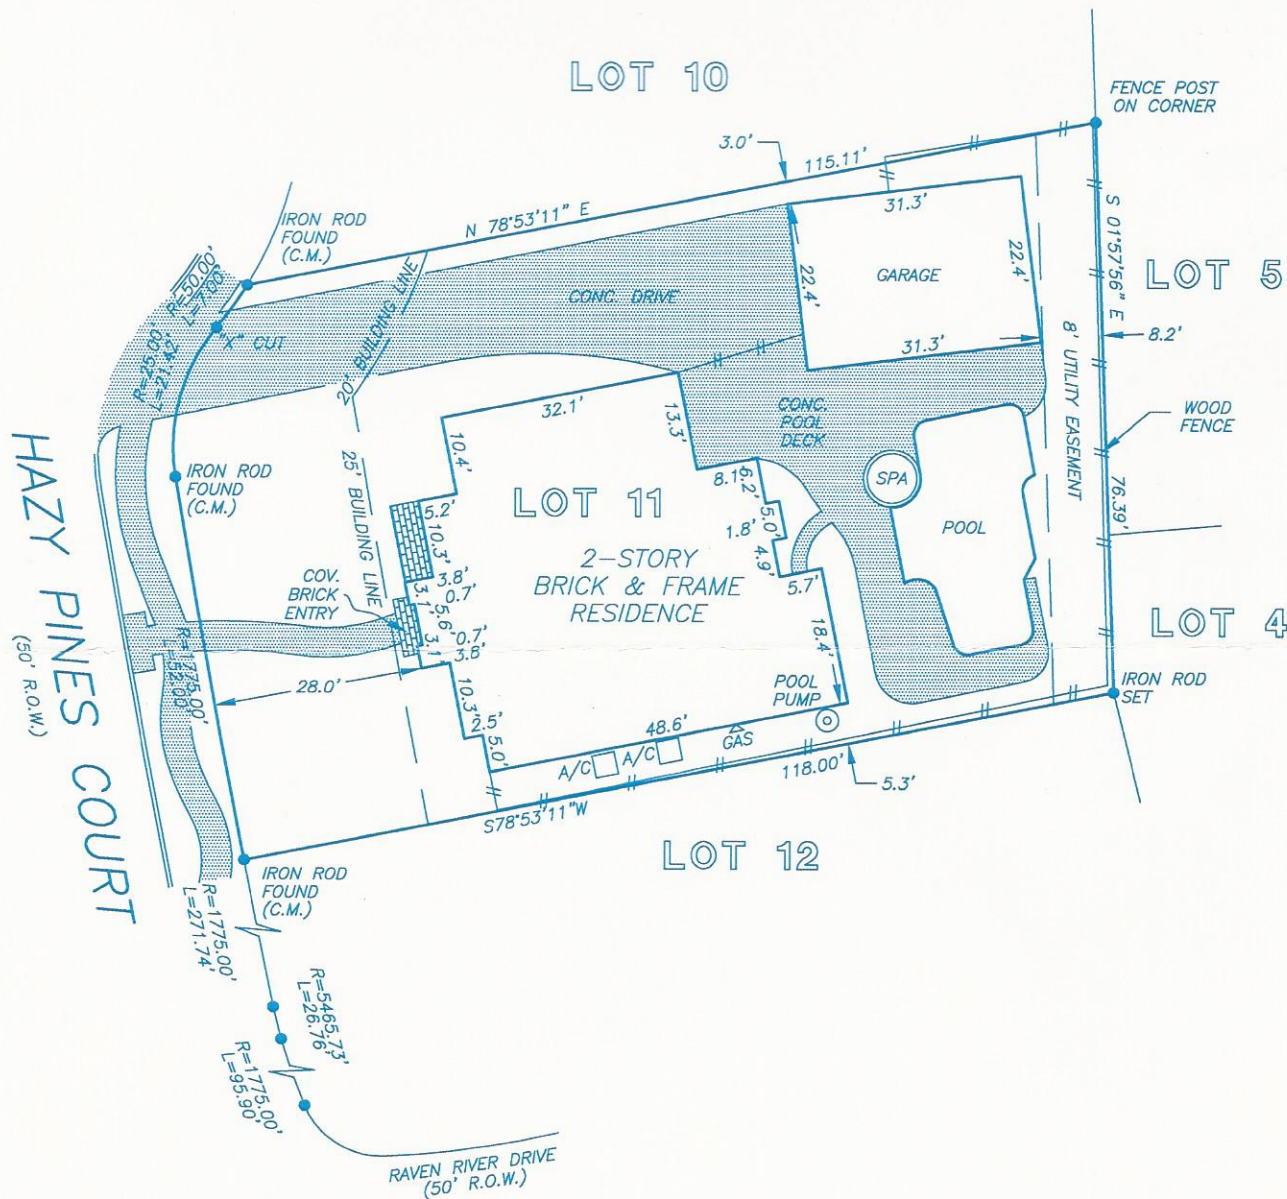 LOT 10
FENCE POST
ON CORNER
3.0'
115.11'
IRON ROD
FOUND
(C.M.)
N 78°53'11" E
31.3'
22.4'
GARAGE
22.4'
31.3'
S 01°57'56" E
LOT 5
8.2'
R=50.00'
L=7.00'
R=25.00'
L=21.42'
"X" CUT
20' BUILDING LINE
CONC. DRIVE
8' UTILITY EASEMENT
WOOD
FENCE
76.39'
32.1'
13.3'
CONC.
POOL
DECK
10.4'
8.1'
6.2'
5.0'
1.8'
4.9'
5.7'
SPA
POOL
IRON ROD
FOUND
(C.M.)
25' BUILDING LINE
LOT 11
2-STORY
BRICK & FRAME
RESIDENCE
5.2'
10.3'
3.8'
0.7'
3.1'
5.6'
0.7'
3.1'
3.8'
COV.
BRICK
ENTRY
HAZY PINES COURT
(50' R.O.W.)
R=1775.00'
L=52.00'
28.0'
18.4'
POOL
PUMP
LOT 4
IRON ROD
SET
10.3'
2.5'
5.0'
48.6'
GAS
A/C
A/C
118.00'
5.3'
S78°53'11"W
LOT 12
IRON ROD
FOUND
(C.M.)
R=1775.00'
L=271.74'
R=5465.73'
L=26.76'
R=1775.00'
L=95.90'
RAVEN RIVER DRIVE
(50' R.O.W.)